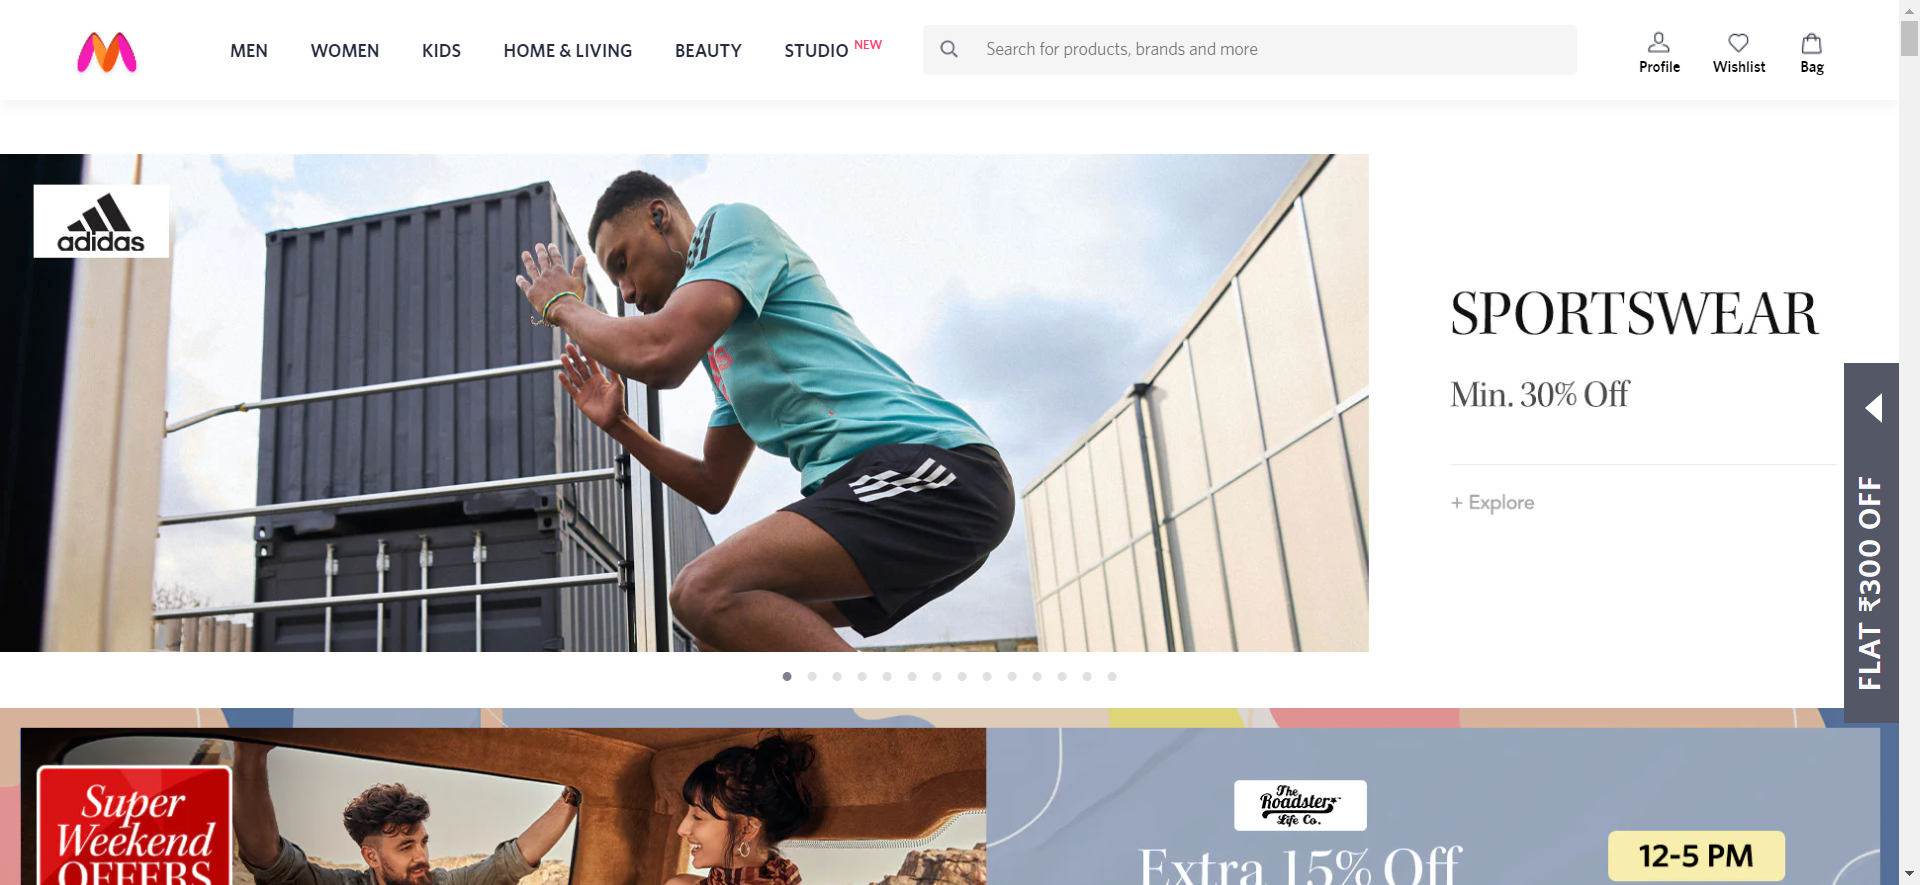 MEN WOMEN KIDS HOME & LIVING BEAUTY STUDIO NEW
Search for products, brands and more
Profile Wishlist Bag
adidas
SPORTSWEAR
Min. 30% Off
+ Explore
FLAT ₹300 OFF
Super
Weekend
OFFERS
The
Roadster
Life Co.
Extra 15% Off
12-5 PM